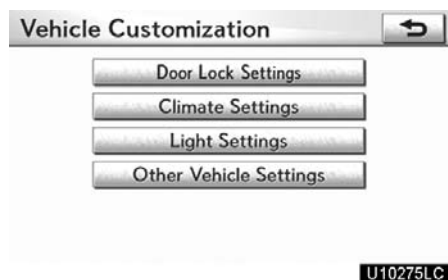 Vehicle Customization
Door Lock Settings
Climate Settings
Light Settings
Other Vehicle Settings
U10275LC